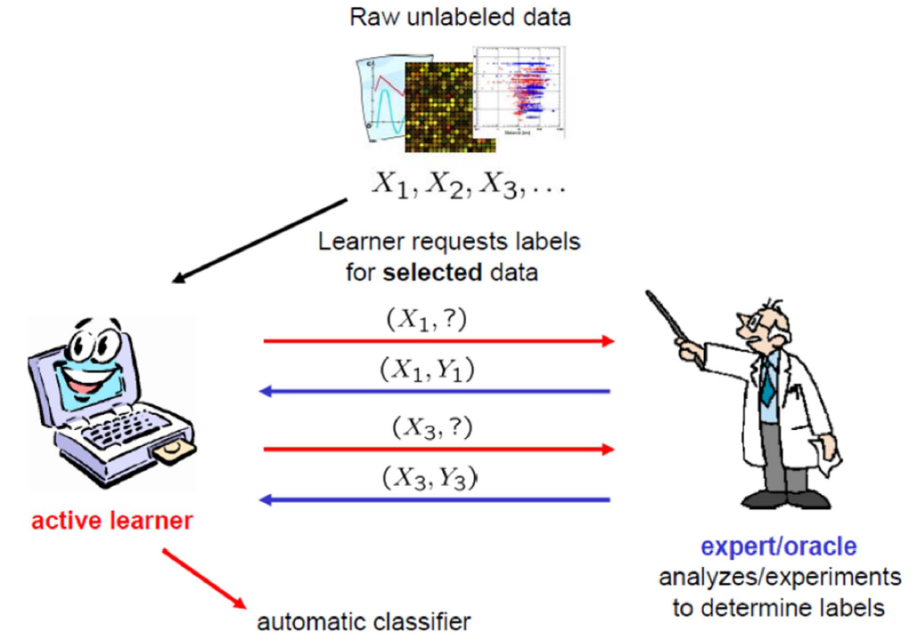 Raw unlabeled data
X₁, X₂, X₃, ...
Learner requests labels
for selected data
(X₁, ?)
(X₁, Y₁)
(X₃, ?)
(X₃, Y₃)
active learner
expert/oracle
analyzes/experiments
to determine labels
automatic classifier